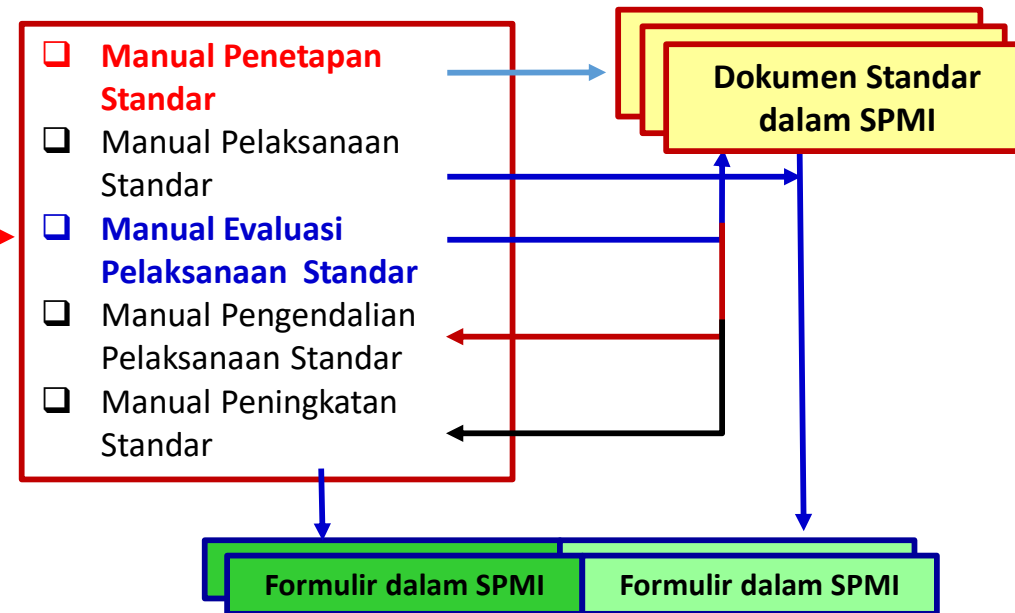 Manual Penetapan
Standar
Manual Pelaksanaan
Standar
Manual Evaluasi
Pelaksanaan Standar
Manual Pengendalian
Pelaksanaan Standar
Manual Peningkatan
Standar
Dokumen Standar
dalam SPMI
Formulir dalam SPMI
Formulir dalam SPMI